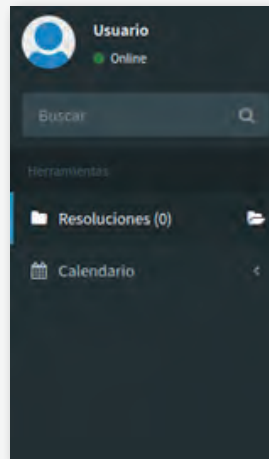 Usuario
Online
Buscar
Herramientas
Resoluciones (0)
Calendario